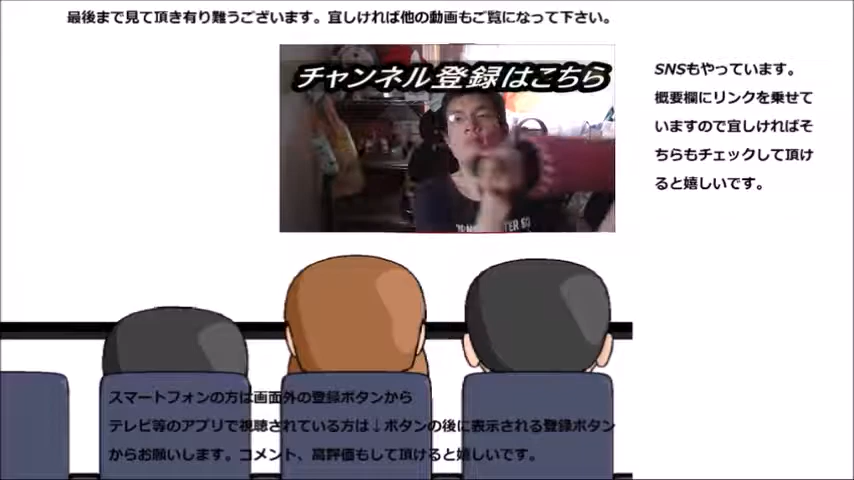 最後まで見て頂き有り難うございます。宜しければ他の動画もご覧になって下さい。
チャンネル登録はこちら
SNSもやっています。
概要欄にリンクを乗せて
いますので宜しければそ
ちらもチェックして頂け
ると嬉しいです。
スマートフォンの方は画面外の登録ボタンから
テレビ等のアプリで視聴されている方は↓ボタンの後に表示される登録ボタン
からお願いします。コメント、高評価もして頂けると嬉しいです。